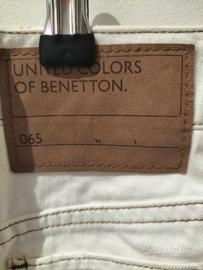 UNITED COLORS
OF BENETTON.
065 W L